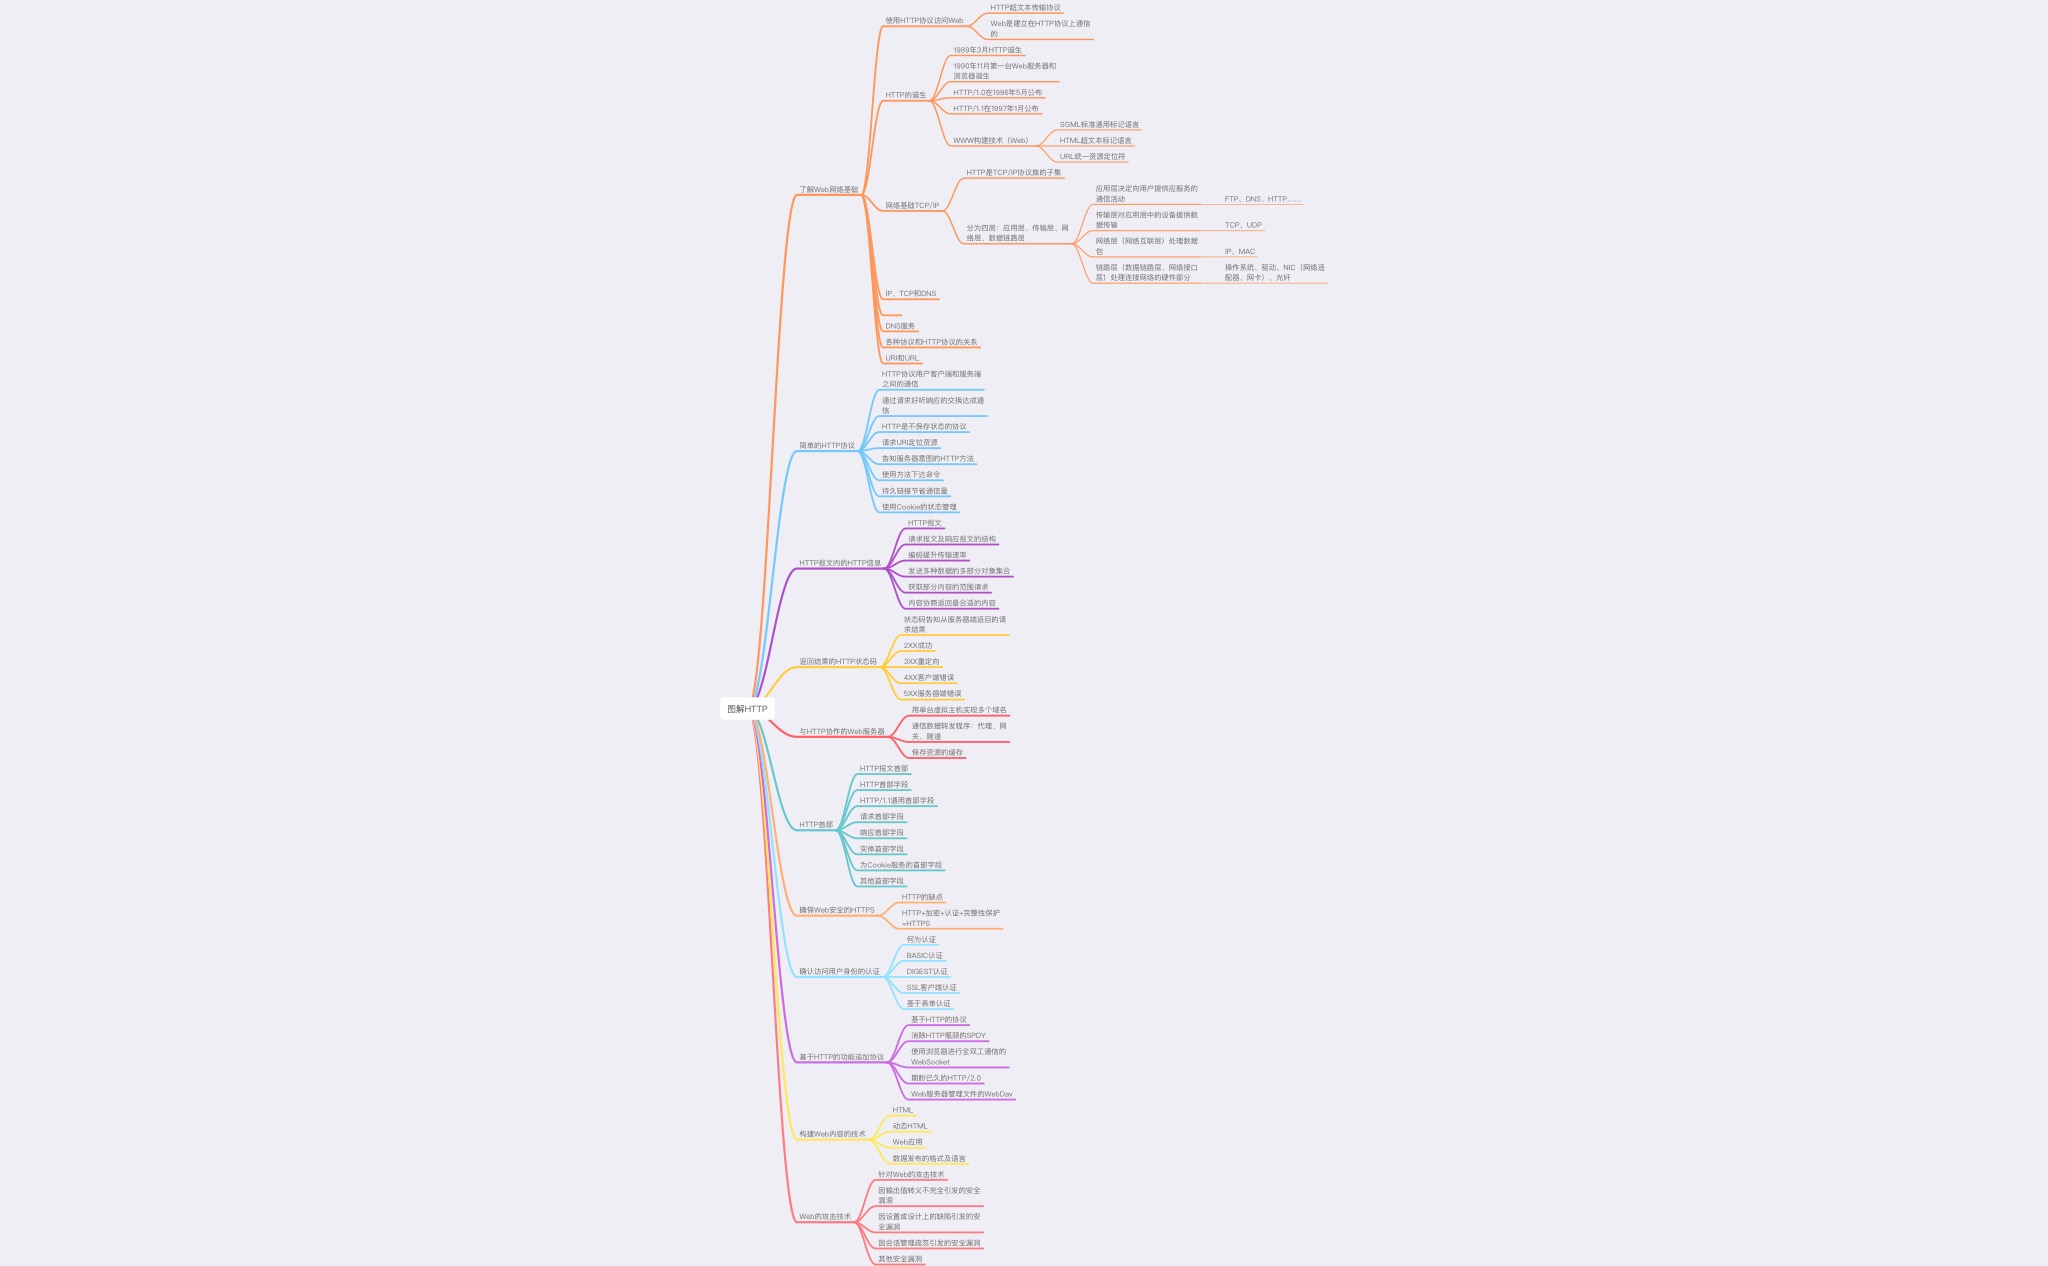 图解HTTP
了解Web网络基础
使用HTTP协议访问Web
HTTP超文本传输协议
Web是建立在HTTP协议上通信
的
HTTP的诞生
1989年3月HTTP诞生
1990年11月第一台Web服务器和
浏览器诞生
HTTP/1.0在1996年5月公布
HTTP/1.1在1997年1月公布
WWW构建技术（Web）
SGML标准通用标记语言
HTML超文本标记语言
URL统一资源定位符
网络基础TCP/IP
HTTP是TCP/IP协议族的子集
分为四层：应用层、传输层、网
络层、数据链路层
应用层决定向用户提供应服务的
通信活动
FTP、DNS、HTTP……
传输层对应用层中的设备提供数
据传输
TCP、UDP
网络层（网络互联层）处理数据
包
IP、MAC
链路层（数据链路层、网络接口
层）处理连接网络的硬件部分
操作系统、驱动、NIC（网络适
配器、网卡）、光纤
IP、TCP和DNS
DNS服务
各种协议和HTTP协议的关系
URI和URL
简单的HTTP协议
HTTP协议用户客户端和服务端
之间的通信
通过请求好听响应的交换达成通
信
HTTP是不保存状态的协议
请求URI定位资源
告知服务器意图的HTTP方法
使用方法下达命令
持久链接节省通信量
使用Cookie的状态管理
HTTP报文内的HTTP信息
HTTP报文
请求报文及响应报文的结构
编码提升传输速率
发送多种数据的多部分对象集合
获取部分内容的范围请求
内容协商返回最合适的内容
返回结果的HTTP状态码
状态码告知从服务器端返回的请
求结果
2XX成功
3XX重定向
4XX客户端错误
5XX服务器端错误
与HTTP协作的Web服务器
用单台虚拟主机实现多个域名
通信数据转发程序：代理、网
关、隧道
保存资源的缓存
HTTP首部
HTTP报文首部
HTTP首部字段
HTTP/1.1通用首部字段
请求首部字段
响应首部字段
实体首部字段
为Cookie服务的首部字段
其他首部字段
确保Web安全的HTTPS
HTTP的缺点
HTTP+加密+认证+完整性保护
=HTTPS
确认访问用户身份的认证
何为认证
BASIC认证
DIGEST认证
SSL客户端认证
基于表单认证
基于HTTP的功能追加协议
基于HTTP的协议
消除HTTP瓶颈的SPDY
使用浏览器进行全双工通信的
WebSocket
期盼已久的HTTP/2.0
Web服务器管理文件的WebDav
构建Web内容的技术
HTML
动态HTML
Web应用
数据发布的格式及语言
Web的攻击技术
针对Web的攻击技术
因输出值转义不完全引发的安全
漏洞
因设置或设计上的缺陷引发的安
全漏洞
因会话管理疏忽引发的安全漏洞
其他安全漏洞